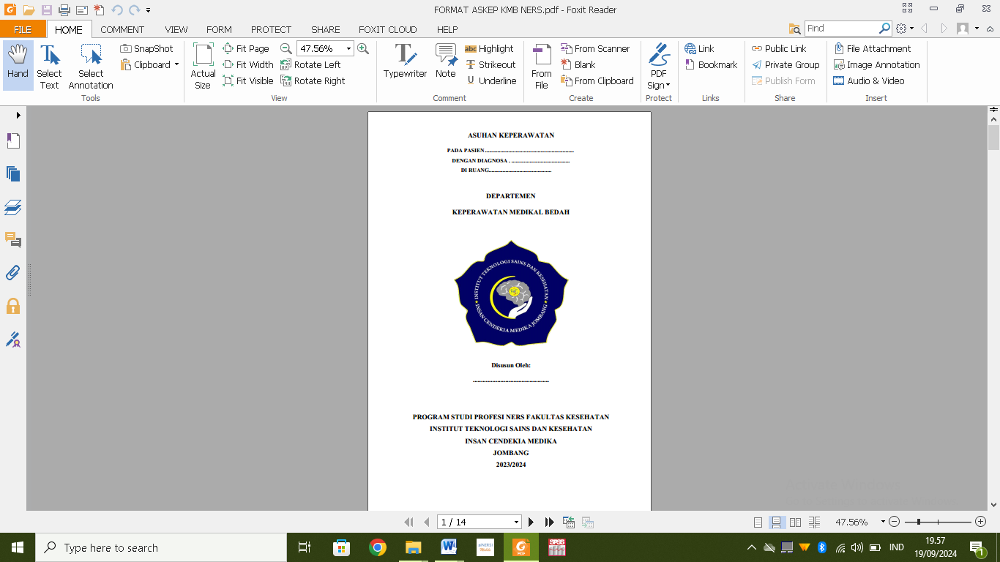 FORMAT ASKEP KMB NERS.pdf - Foxit Reader
FILE HOME COMMENT VIEW FORM PROTECT SHARE FOXIT CLOUD HELP Find
Hand
Select Text
Select Annotation
SnapShot
Clipboard
Tools
Actual Size
Fit Page
Fit Width
Fit Visible
47.56%
Rotate Left
Rotate Right
View
Typewriter
Note
abc Highlight
T Strikeout
U Underline
Comment
From File
From Scanner
Blank
From Clipboard
Create
PDF Sign
Protect
Link
Bookmark
Links
Public Link
Private Group
Publish Form
Share
File Attachment
Image Annotation
Audio & Video
Insert
ASUHAN KEPERAWATAN
PADA PASIEN..........................................................
DENGAN DIAGNOSA . ......................................
DI RUANG.........................................
DEPARTEMEN
KEPERAWATAN MEDIKAL BEDAH
INSTITUT TEKNOLOGI SAINS DAN KESEHATAN
INSAN CENDEKIA MEDIKA JOMBANG
Disusun Oleh:
...............................................
PROGRAM STUDI PROFESI NERS FAKULTAS KESEHATAN
INSTITUT TEKNOLOGI SAINS DAN KESEHATAN
INSAN CENDEKIA MEDIKA
JOMBANG
2023/2024
1 / 14
47.56%
Type here to search
W
PDF
SPSS
IND
19.57
19/09/2024
1